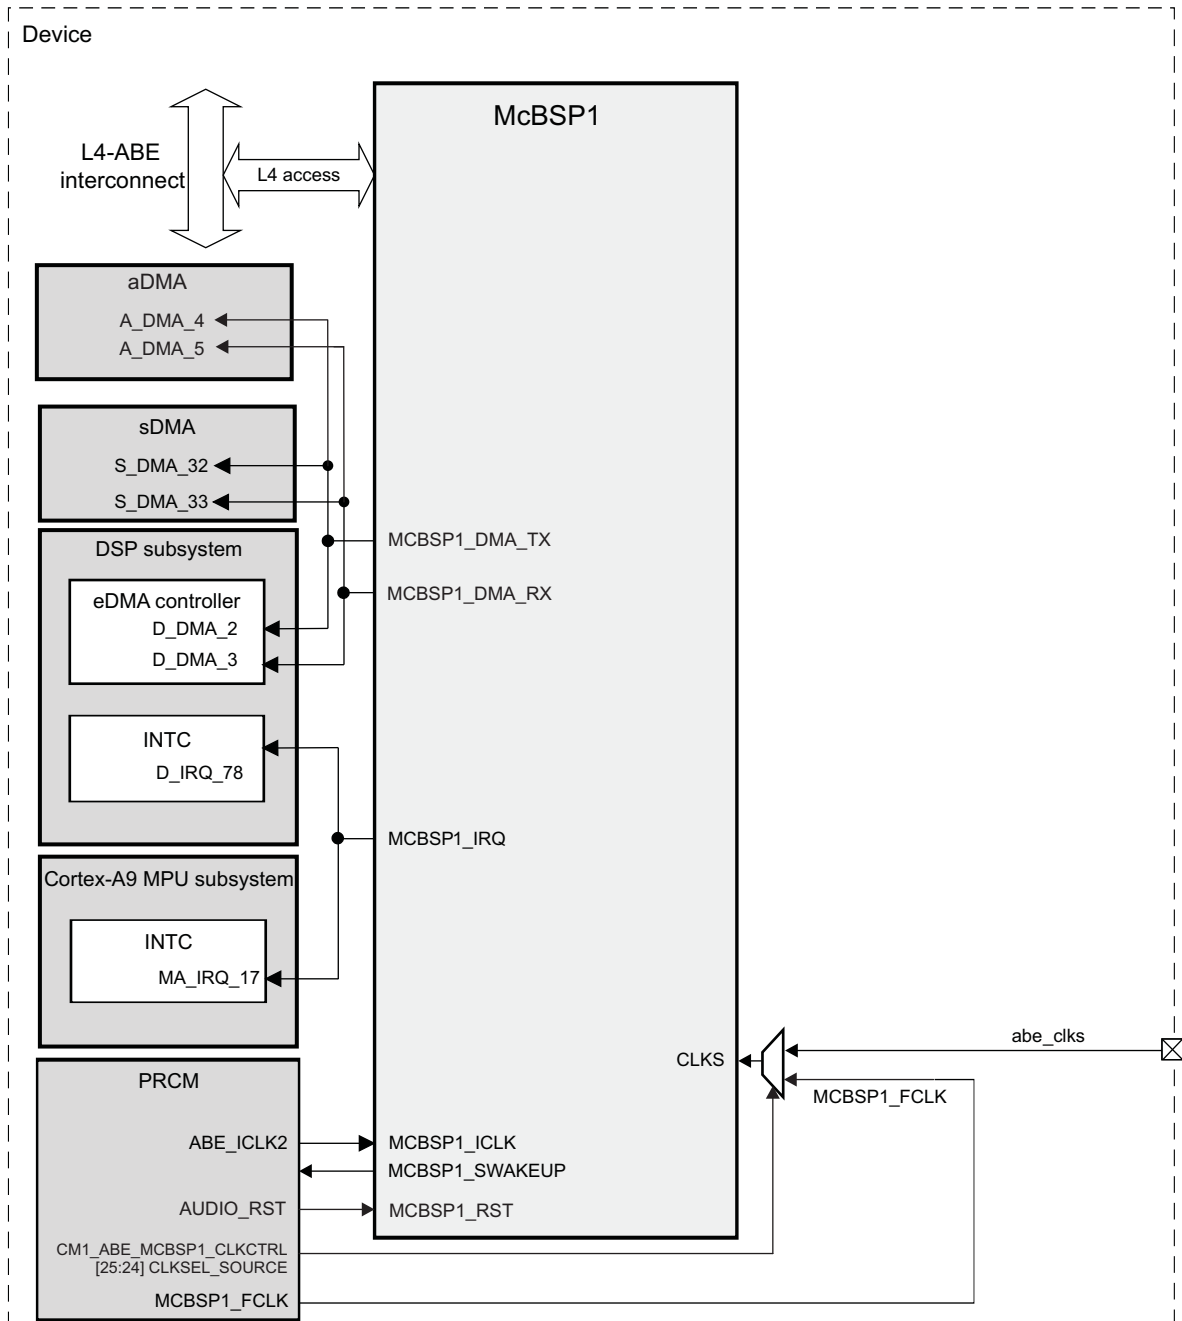 Device
McBSP1
L4-ABE
interconnect
L4 access
aDMA
A_DMA_4
A_DMA_5
sDMA
S_DMA_32
S_DMA_33
DSP subsystem
eDMA controller
D_DMA_2
D_DMA_3
INTC
D_IRQ_78
MCBSP1_DMA_TX
MCBSP1_DMA_RX
MCBSP1_IRQ
Cortex-A9 MPU subsystem
INTC
MA_IRQ_17
CLKS
abe_clks
MCBSP1_FCLK
PRCM
ABE_ICLK2
MCBSP1_ICLK
MCBSP1_SWAKEUP
AUDIO_RST
MCBSP1_RST
CM1_ABE_MCBSP1_CLKCTRL
[25:24] CLKSEL_SOURCE
MCBSP1_FCLK